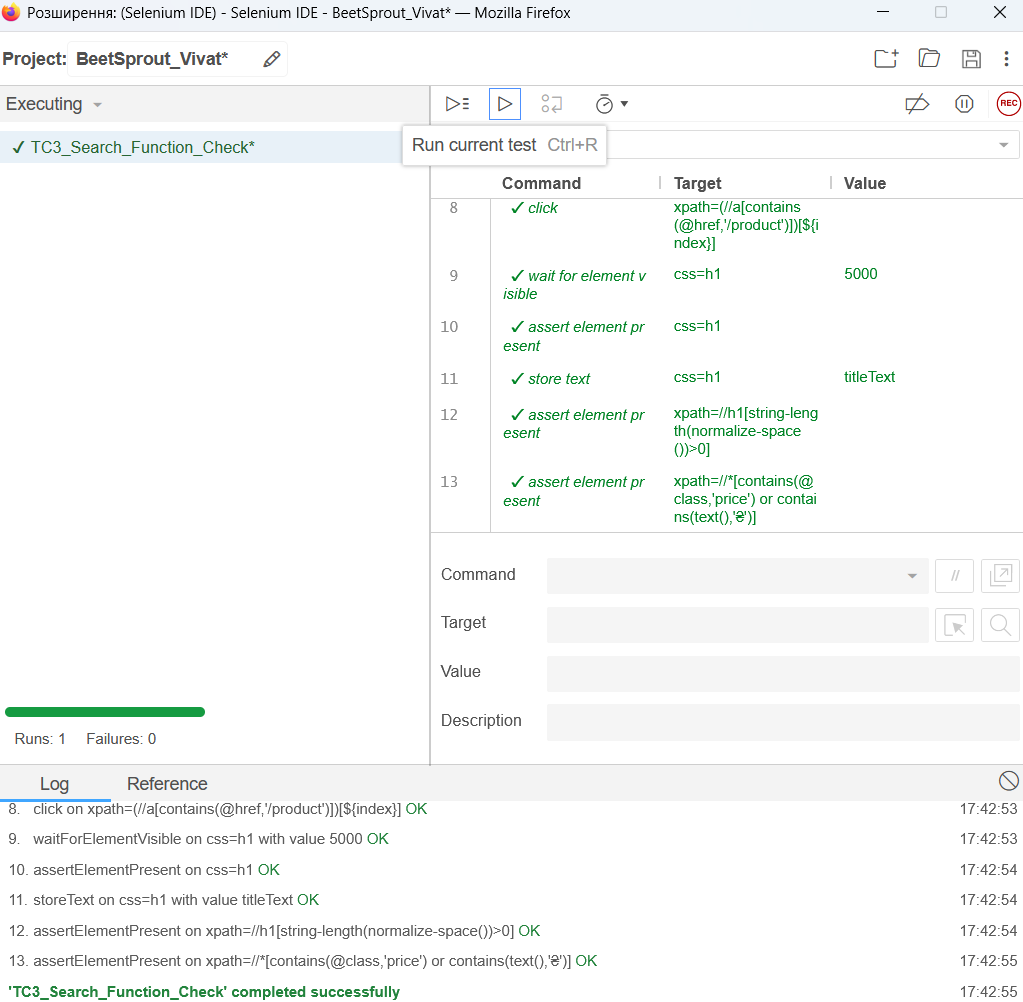 Розширення: (Selenium IDE) - Selenium IDE - BeetSprout_Vivat* — Mozilla Firefox
Project: BeetSprout_Vivat*
Executing
REC
✓ TC3_Search_Function_Check*
Run current test Ctrl+R
Command Target Value
8 ✓ click xpath=(//a[contains
(@href,'/product')])[${i
ndex}]
9 ✓ wait for element v css=h1 5000
isible
10 ✓ assert element pr css=h1
esent
11 ✓ store text css=h1 titleText
12 ✓ assert element pr xpath=//h1[string-leng
esent th(normalize-space
())>0]
13 ✓ assert element pr xpath=//*[contains(@
esent class,'price') or contai
ns(text(),'₴')]
Command //
Target
Value
Description
Runs: 1 Failures: 0
Log Reference
8. click on xpath=(//a[contains(@href,'/product')])[${index}] OK 17:42:53
9. waitForElementVisible on css=h1 with value 5000 OK 17:42:53
10. assertElementPresent on css=h1 OK 17:42:54
11. storeText on css=h1 with value titleText OK 17:42:54
12. assertElementPresent on xpath=//h1[string-length(normalize-space())>0] OK 17:42:54
13. assertElementPresent on xpath=//*[contains(@class,'price') or contains(text(),'₴')] OK 17:42:55
'TC3_Search_Function_Check' completed successfully 17:42:55